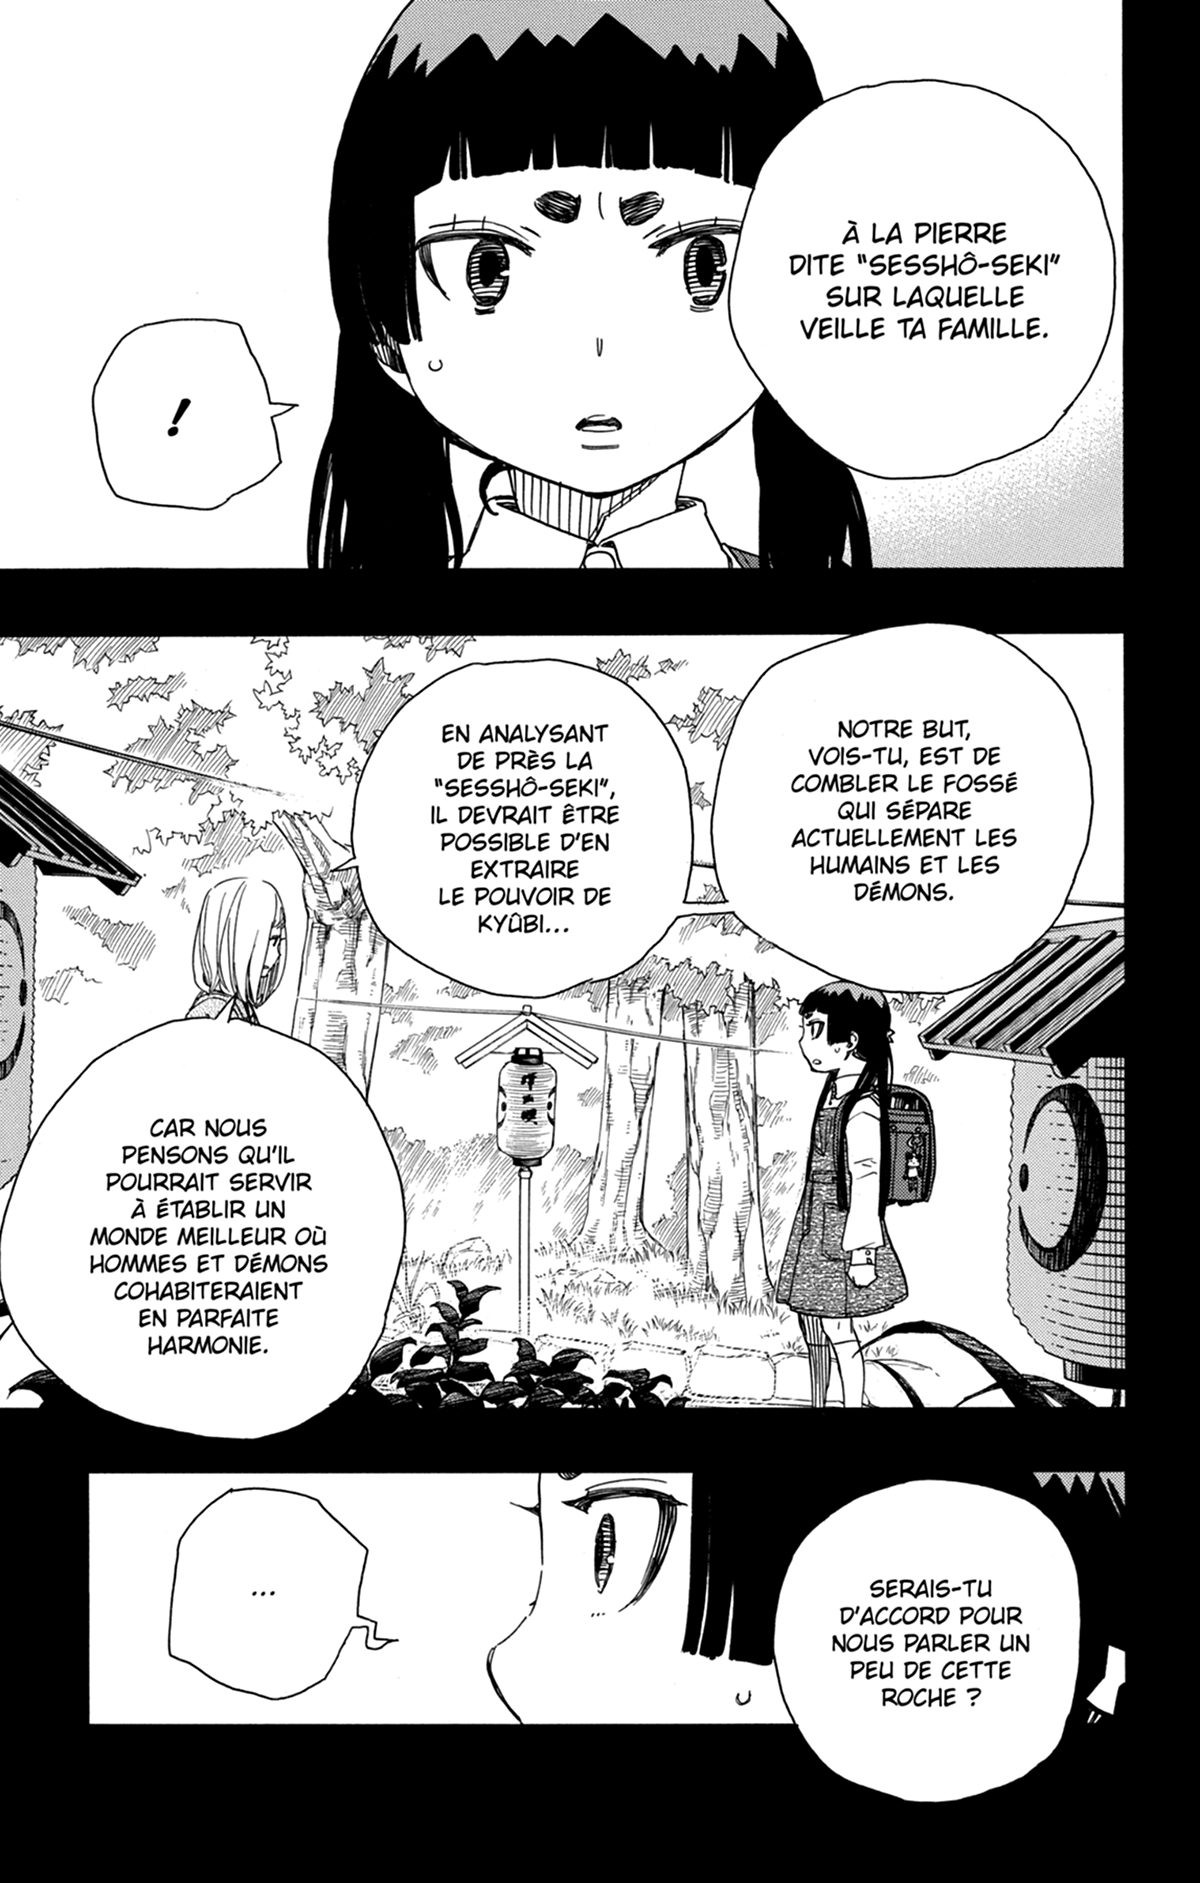 À LA PIERRE
DITE “SESSHÔ-SEKI”
SUR LAQUELLE
VEILLE TA FAMILLE.
!
NOTRE BUT,
VOIS-TU, EST DE
COMBLER LE FOSSÉ
QUI SÉPARE
ACTUELLEMENT LES
HUMAINS ET LES
DÉMONS.
EN ANALYSANT
DE PRÈS LA
“SESSHÔ-SEKI”,
IL DEVRAIT ÊTRE
POSSIBLE D’EN
EXTRAIRE
LE POUVOIR DE
KYÛBI...
CAR NOUS
PENSONS QU’IL
POURRAIT SERVIR
À ÉTABLIR UN
MONDE MEILLEUR OÙ
HOMMES ET DÉMONS
COHABITERAIENT
EN PARFAITE
HARMONIE.
SERAIS-TU
D’ACCORD POUR
NOUS PARLER UN
PEU DE CETTE
ROCHE ?
...